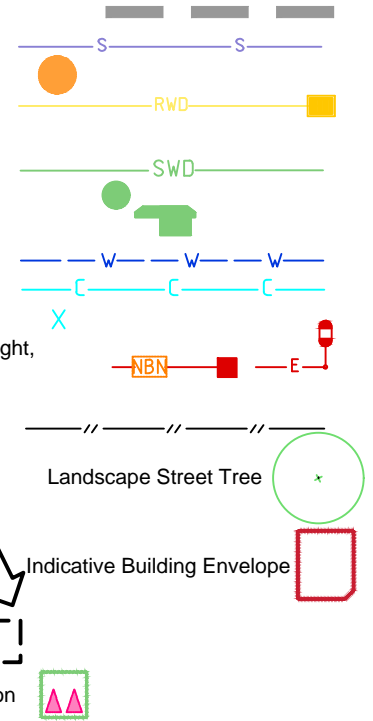 S S
RWD
SWD
W W W
C C C
X
ght,
NBN E
// // //
Landscape Street Tree
Indicative Building Envelope
on